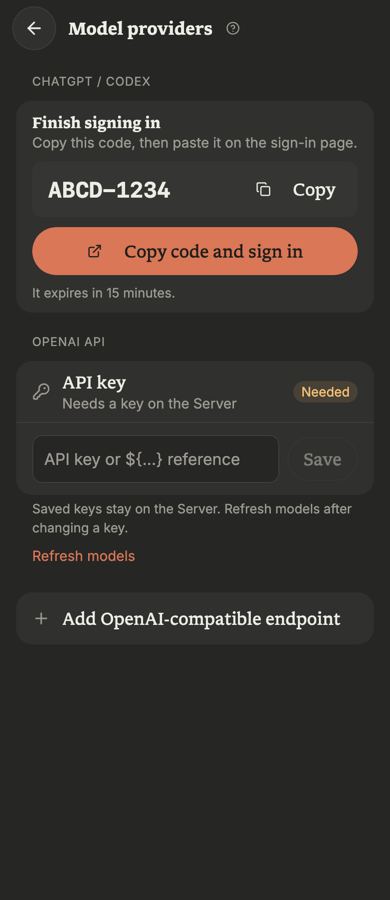 Model providers
CHATGPT / CODEX
Finish signing in
Copy this code, then paste it on the sign-in page.
ABCD–1234
Copy
Copy code and sign in
It expires in 15 minutes.
OPENAI API
API key
Needed
Needs a key on the Server
API key or ${...} reference
Save
Saved keys stay on the Server. Refresh models after
changing a key.
Refresh models
Add OpenAI-compatible endpoint